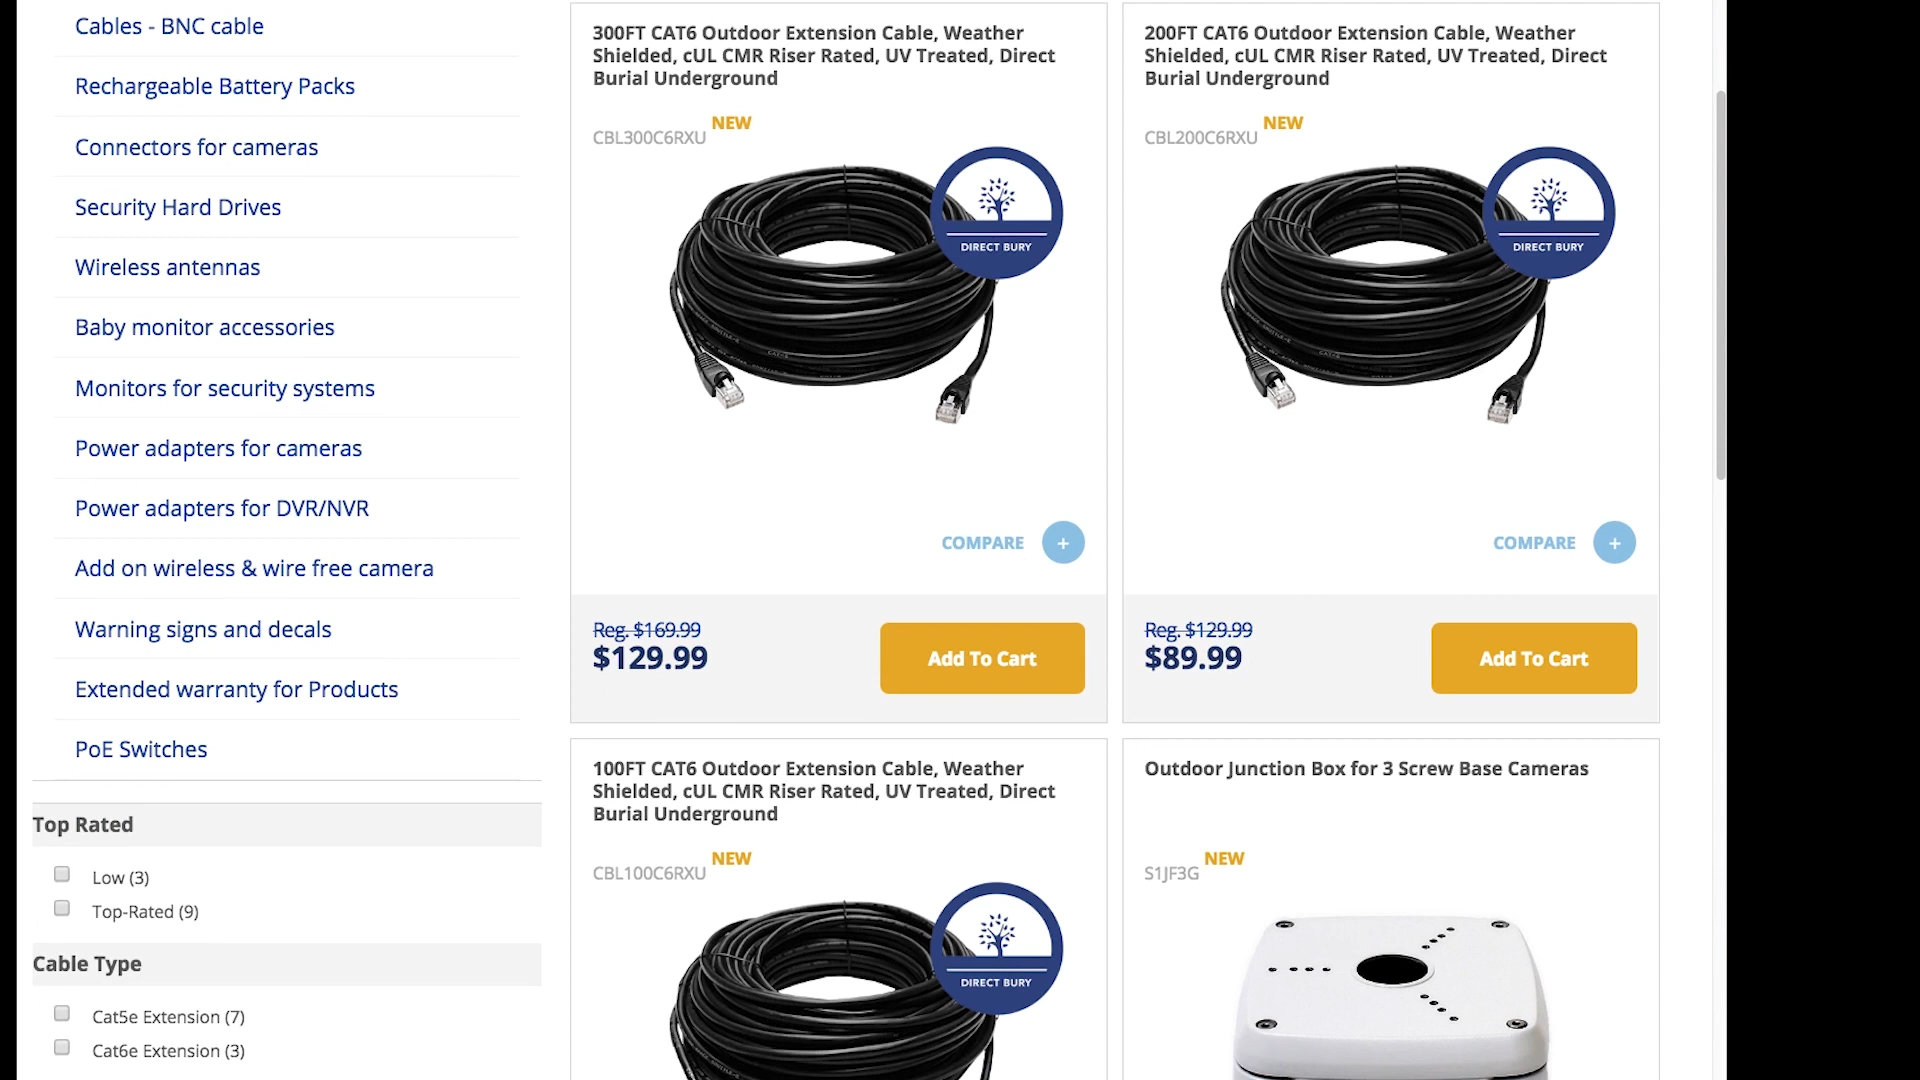 Cables - BNC cable
Rechargeable Battery Packs
Connectors for cameras
Security Hard Drives
Wireless antennas
Baby monitor accessories
Monitors for security systems
Power adapters for cameras
Power adapters for DVR/NVR
Add on wireless & wire free camera
Warning signs and decals
Extended warranty for Products
PoE Switches
Top Rated
Low (3)
Top-Rated (9)
Cable Type
Cat5e Extension (7)
Cat6e Extension (3)
300FT CAT6 Outdoor Extension Cable, Weather
Shielded, cUL CMR Riser Rated, UV Treated, Direct
Burial Underground
CBL300C6RXU NEW
DIRECT BURY
COMPARE +
Reg. $169.99
$129.99
Add To Cart
200FT CAT6 Outdoor Extension Cable, Weather
Shielded, cUL CMR Riser Rated, UV Treated, Direct
Burial Underground
CBL200C6RXU NEW
DIRECT BURY
COMPARE +
Reg. $129.99
$89.99
Add To Cart
100FT CAT6 Outdoor Extension Cable, Weather
Shielded, cUL CMR Riser Rated, UV Treated, Direct
Burial Underground
CBL100C6RXU NEW
DIRECT BURY
Outdoor Junction Box for 3 Screw Base Cameras
S1JF3G NEW